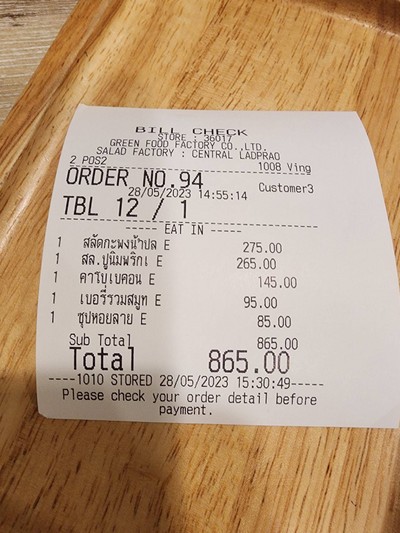 BILL CHECK
STORE : 36017
GREEN FOOD FACTORY CO.,LTD.
SALAD FACTORY : CENTRAL LADPRAO
2 POS2 1008 Ving
ORDER NO.94 Customer3
28/05/2023 14:55:14
TBL 12 / 1
----- EAT IN -----
1 สลัดกะพงน้ำปล E 275.00
1 สล.ปูนิ่มพริกเ E 265.00
1 คาโบเบคอน E 145.00
1 เบอรี่รวมสมูท E 95.00
1 ซุปหอยลาย E 85.00
Sub Total 865.00
Total 865.00
----1010 STORED 28/05/2023 15:30:49-----
Please check your order detail before
payment.